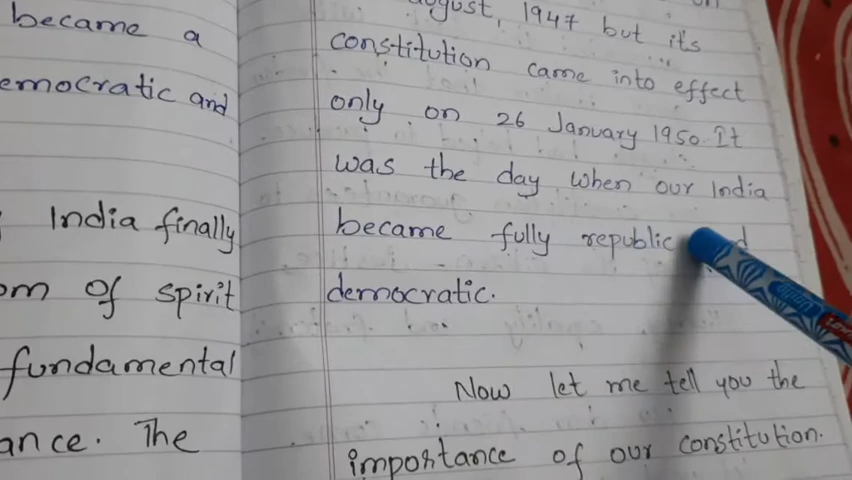 became a
emocratic and
India finally
om of spirit
fundamental
ance. The
ugust, 1947 but its
constitution came into effect
only on 26 January 1950. It
was the day when our India
became fully republic
democratic.
Now let me tell you the
importance of our constitution.